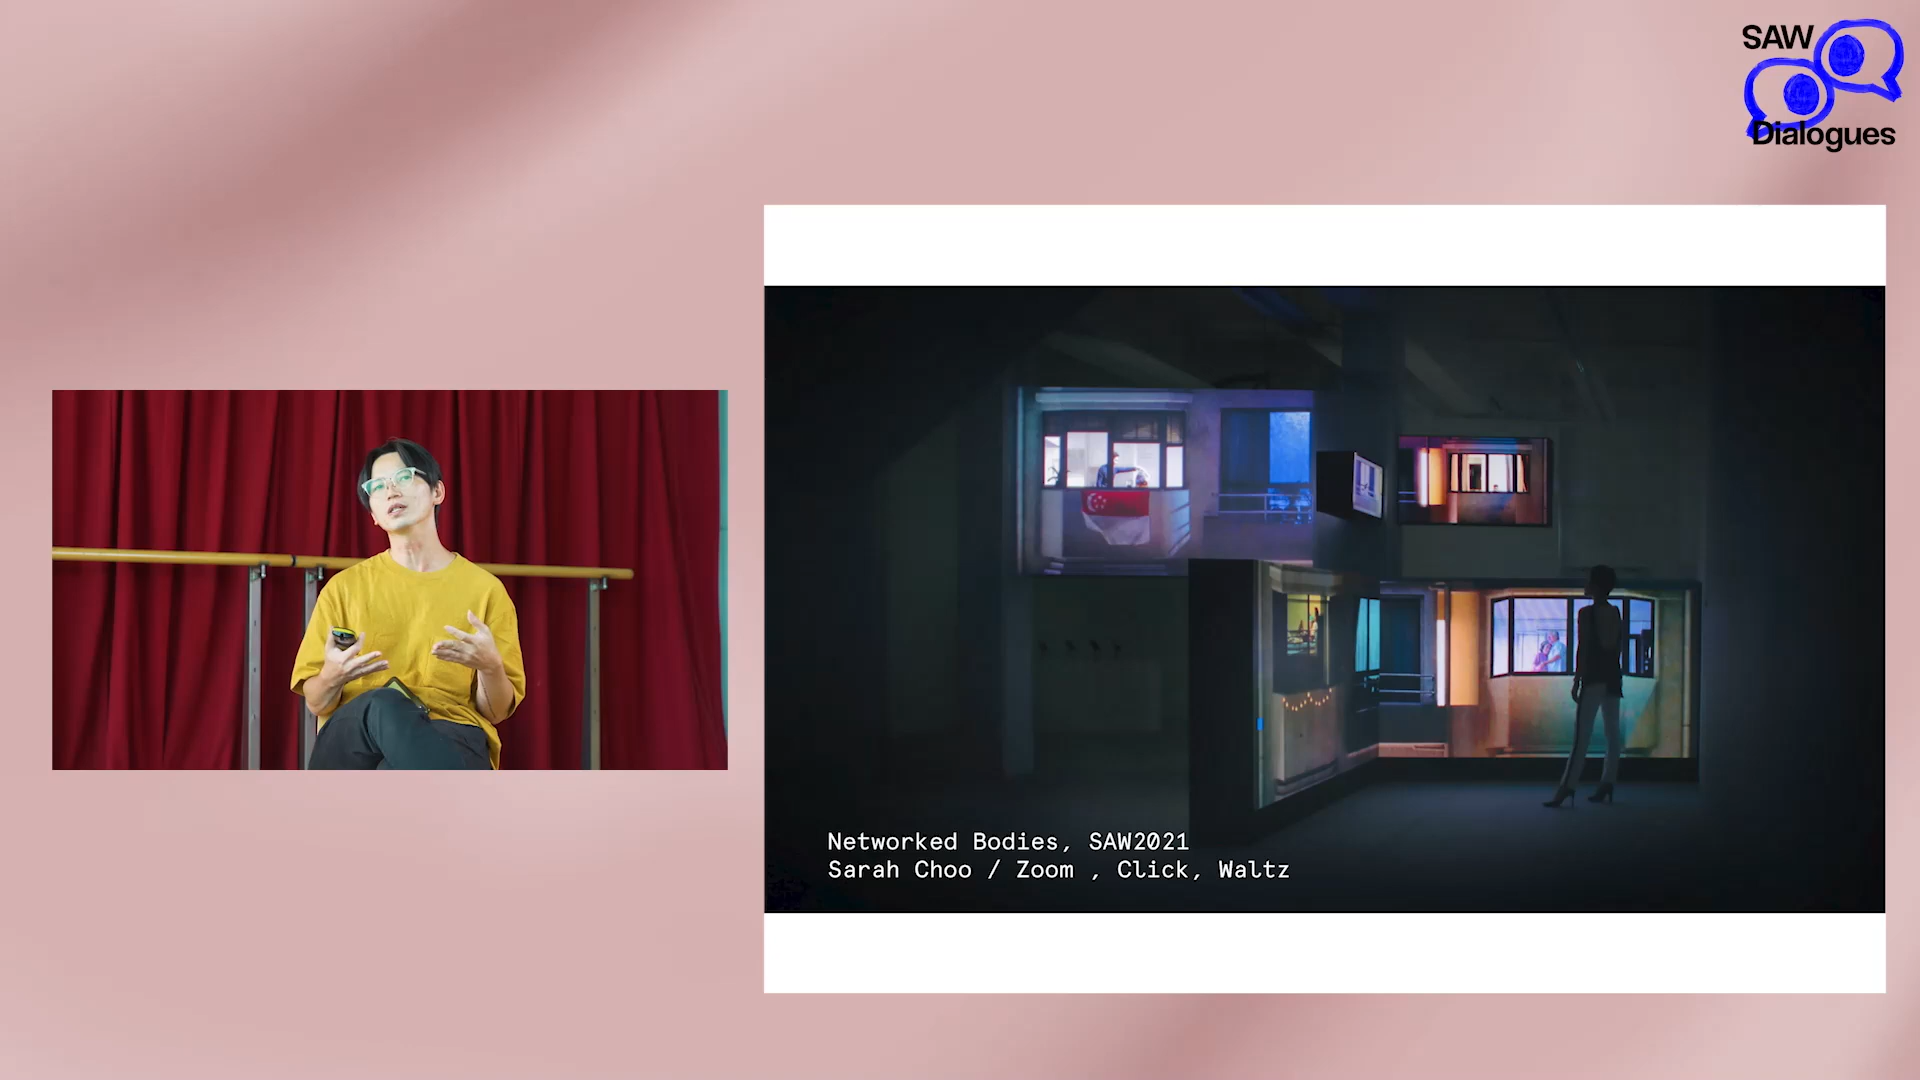 SAW
Dialogues
Networked Bodies, SAW2021
Sarah Choo / Zoom , Click, Waltz